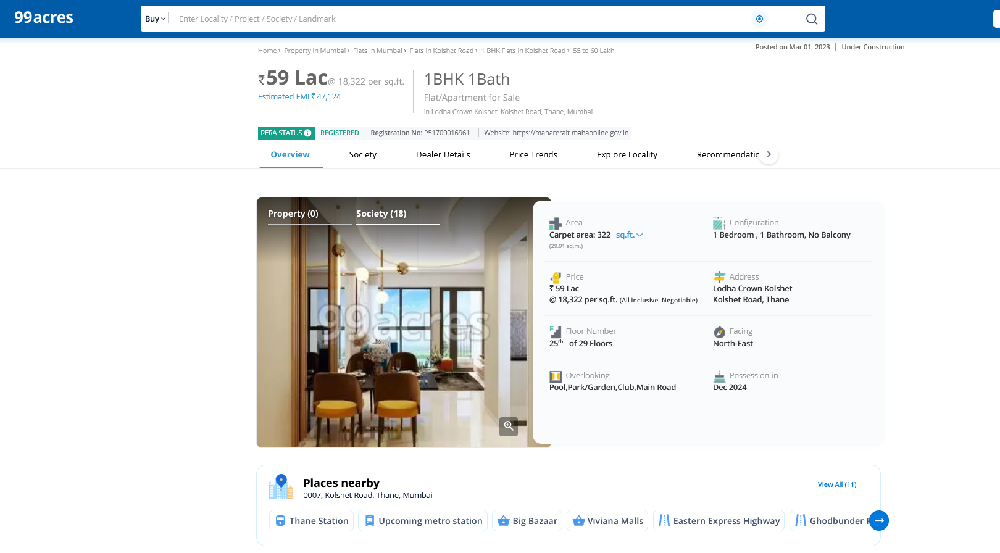 99acres
Buy
Enter Locality / Project / Society / Landmark
Home > Property in Mumbai > Flats in Mumbai > Flats in Kolshet Road > 1 BHK Flats in Kolshet Road > 55 to 60 Lakh
Posted on Mar 01, 2023 | Under Construction
₹59 Lac @ 18,322 per sq.ft.
Estimated EMI ₹ 47,124
1BHK 1Bath
Flat/Apartment for Sale
in Lodha Crown Kolshet, Kolshet Road, Thane, Mumbai
RERA STATUS REGISTERED | Registration No: P51700016961 | Website: https://maharerait.mahaonline.gov.in
Overview Society Dealer Details Price Trends Explore Locality Recommendatic
Property (0) Society (18)
99acres
Area
Carpet area: 322 sq.ft.
(29.91 sq.m.)
Configuration
1 Bedroom , 1 Bathroom, No Balcony
Price
₹ 59 Lac
@ 18,322 per sq.ft. (All inclusive, Negotiable)
Address
Lodha Crown Kolshet
Kolshet Road, Thane
Floor Number
25th of 29 Floors
Facing
North-East
Overlooking
Pool,Park/Garden,Club,Main Road
Possession in
Dec 2024
Places nearby
0007, Kolshet Road, Thane, Mumbai
View All (11)
Thane Station Upcoming metro station Big Bazaar Viviana Malls Eastern Express Highway Ghodbunder